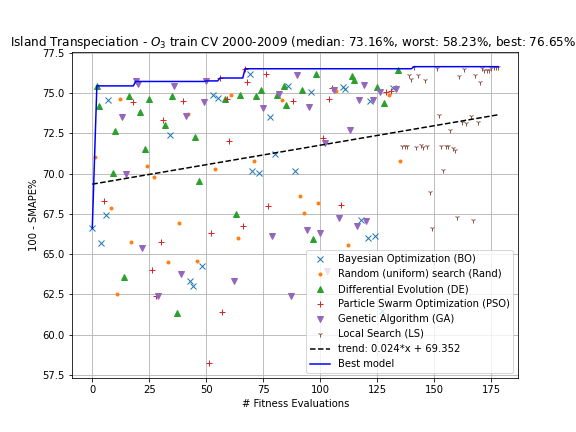 Island Transpeciation - O3 train CV 2000-2009 (median: 73.16%, worst: 58.23%, best: 76.65%
77.5
75.0
72.5
70.0
67.5
65.0
62.5
60.0
57.5
100 - SMAPE%
Bayesian Optimization (BO)
Random (uniform) search (Rand)
Differential Evolution (DE)
Particle Swarm Optimization (PSO)
Genetic Algorithm (GA)
Local Search (LS)
trend: 0.024*x + 69.352
Best model
0 25 50 75 100 125 150 175
# Fitness Evaluations